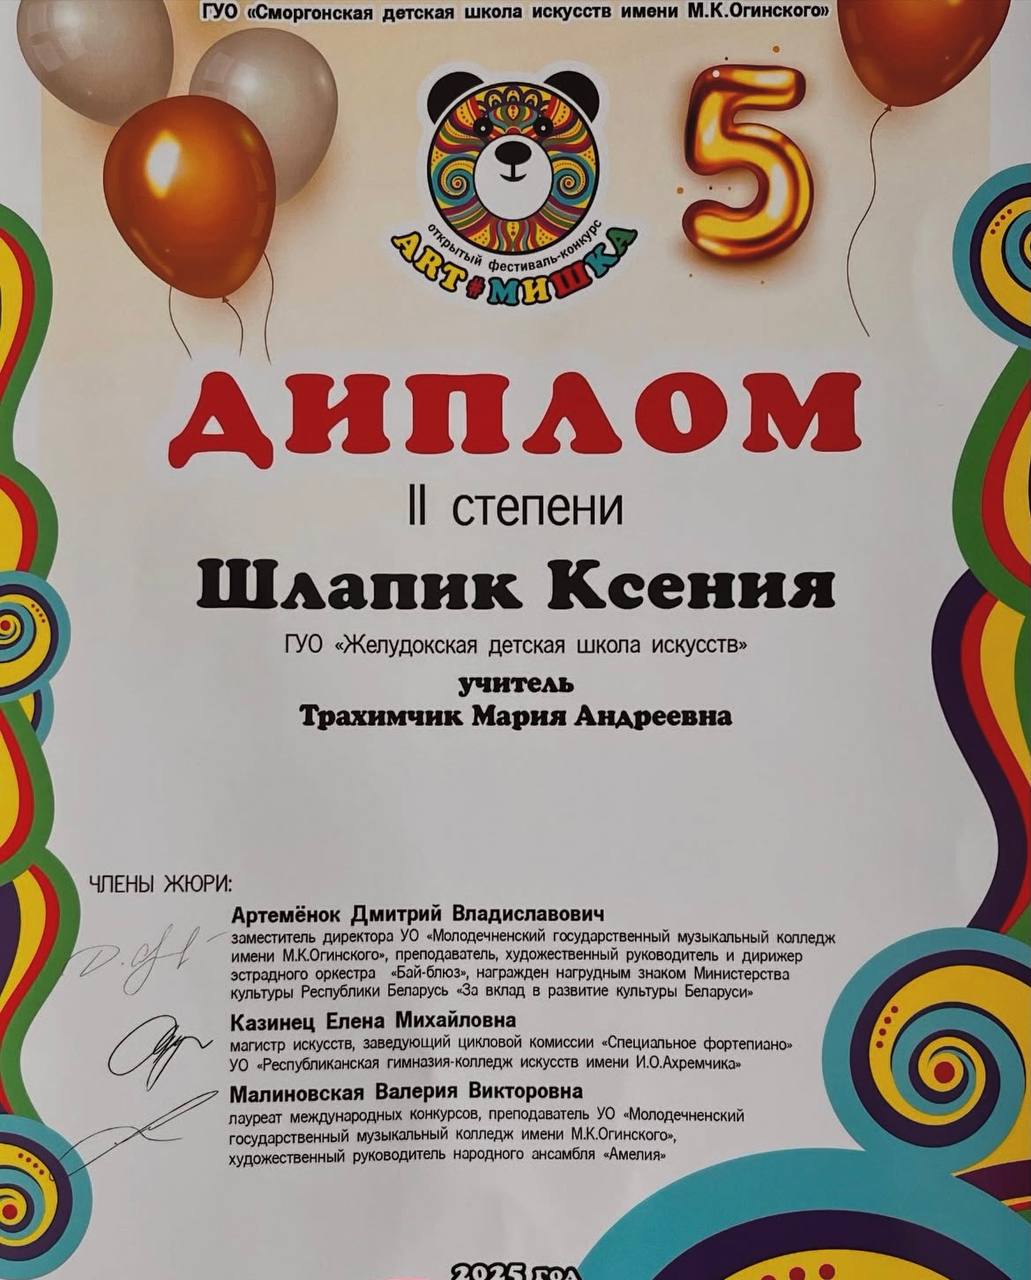 ГУО «Сморгонская детская школа искусств имени М.К.Огинского»
5
открытый фестиваль-конкурс
ART#МИШКА
ДИПЛОМ
II степени
Шлапик Ксения
ГУО «Желудокская детская школа искусств»
учитель
Трахимчик Мария Андреевна
ЧЛЕНЫ ЖЮРИ:
Артемёнок Дмитрий Владиславович
заместитель директора УО «Молодечненский государственный музыкальный колледж
имени М.К.Огинского», преподаватель, художественный руководитель и дирижер
эстрадного оркестра «Бай-блюз», награжден нагрудным знаком Министерства
культуры Республики Беларусь «За вклад в развитие культуры Беларуси»
Казинец Елена Михайловна
магистр искусств, заведующий цикловой комиссии «Специальное фортепиано»
УО «Республиканская гимназия-колледж искусств имени И.О.Ахремчика»
Малиновская Валерия Викторовна
лауреат международных конкурсов, преподаватель УО «Молодечненский
государственный музыкальный колледж имени М.К.Огинского»,
художественный руководитель народного ансамбля «Амелия»
2025 год